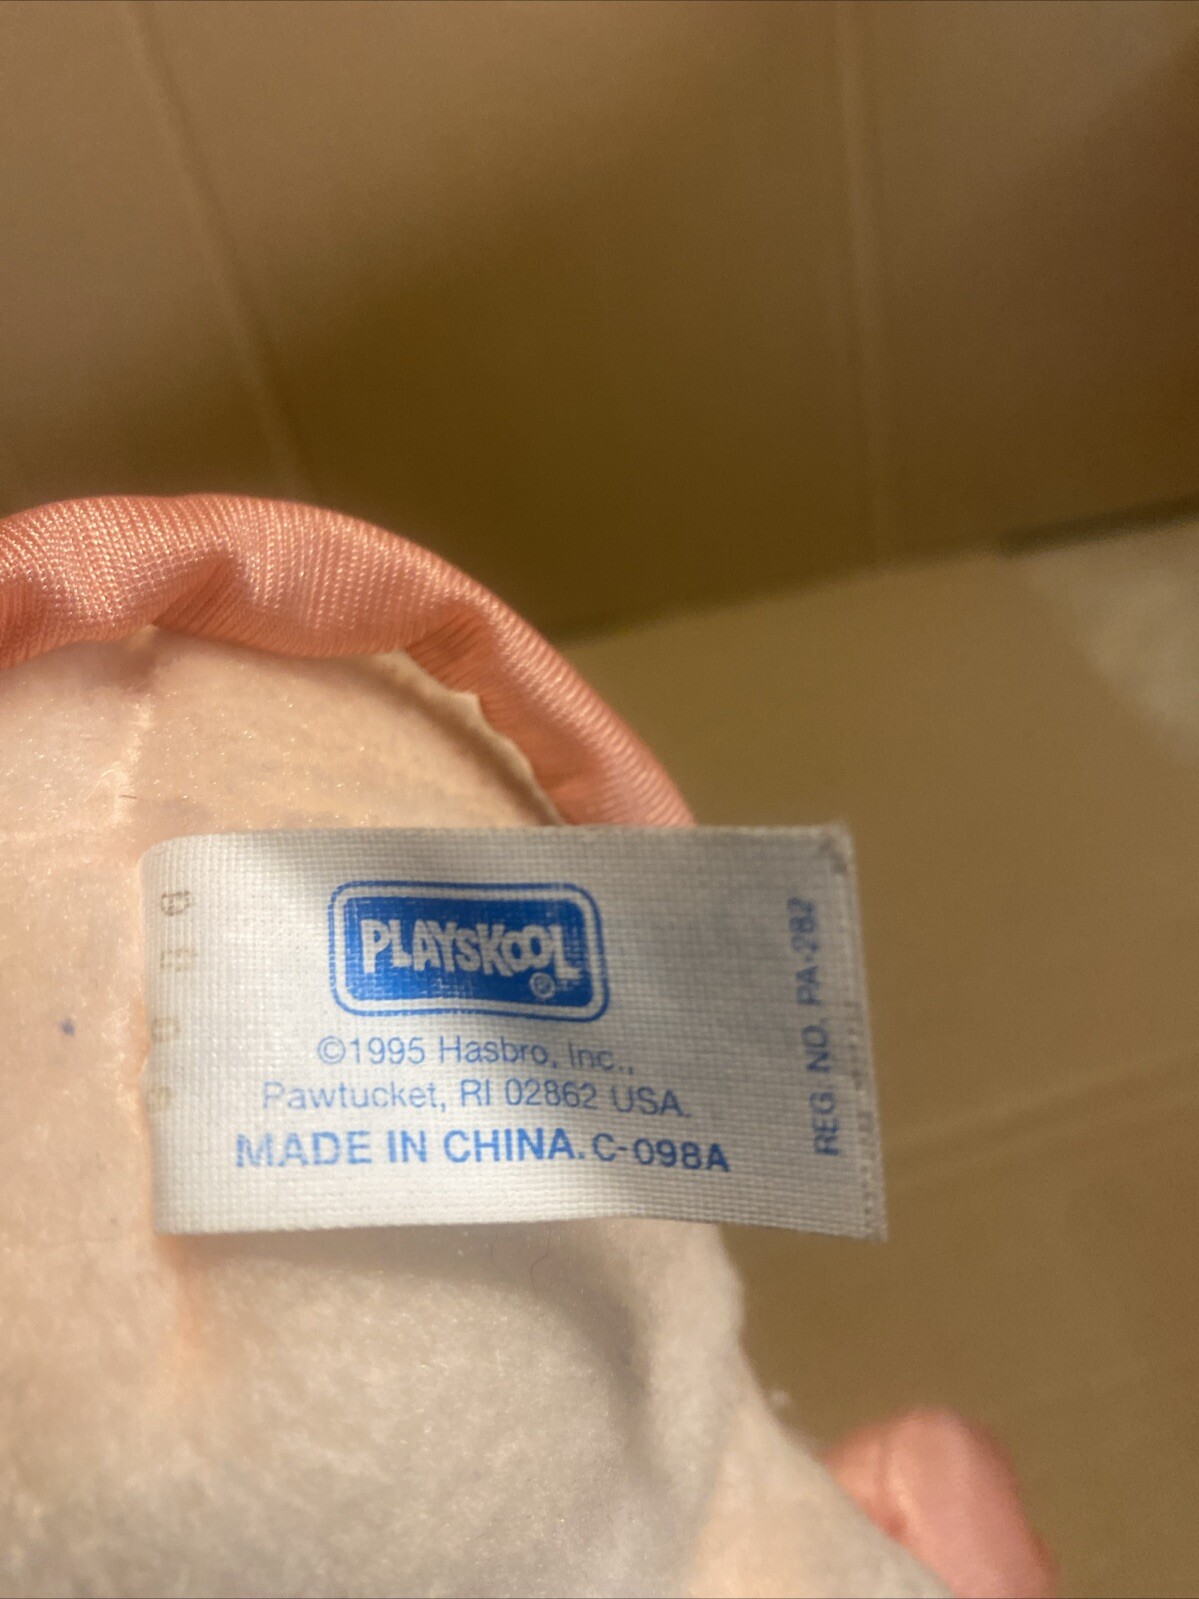 PLAYSKOOL®
©1995 Hasbro, Inc.,
Pawtucket, RI 02862 USA.
MADE IN CHINA. C-098A
REG. NO. PA-282